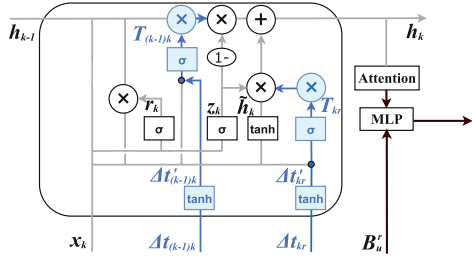 h_{k-1} × T_{(k-1)k} × + h_k
σ 1- Attention
× r_k z_k h̃_k × × T_{kr}
σ σ tanh σ MLP
Δt'_{(k-1)k} Δt'_{kr}
tanh tanh
x_k Δt_{(k-1)k} Δt_{kr} B_u^r